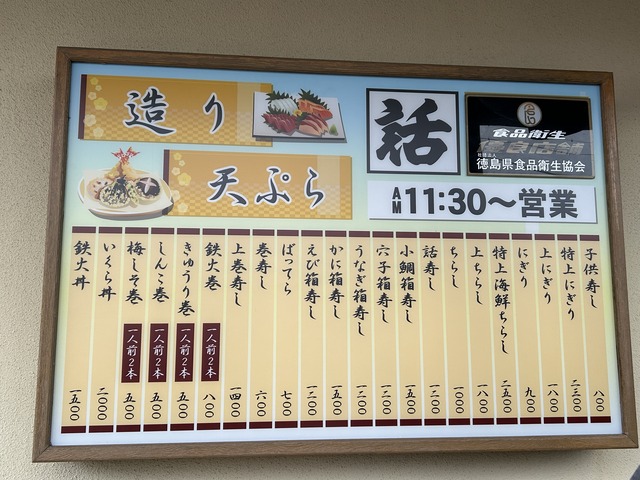 造り
天ぷら
話
食品衛生
優良店舗
社団法人
徳島県食品衛生協会
AM11:30〜営業
子供寿し 八〇〇
特上にぎり 二三〇〇
上にぎり 一八〇〇
にぎり 九〇〇
特上海鮮ちらし 二五〇〇
上ちらし 一八〇〇
ちらし 一〇〇〇
話寿し 一二〇〇
小鯛箱寿し 一五〇〇
穴子箱寿し 一二〇〇
うなぎ箱寿し 一二〇〇
かに箱寿し 一五〇〇
えび箱寿し 一二〇〇
ばってら 七〇〇
巻寿し 六〇〇
上巻寿し 一四〇〇
鉄火巻 一人前2本 八〇〇
きゅうり巻 一人前2本 五〇〇
しんこ巻 一人前2本 五〇〇
梅しそ巻 一人前2本 五〇〇
いくら丼 二〇〇〇
鉄火丼 一五〇〇